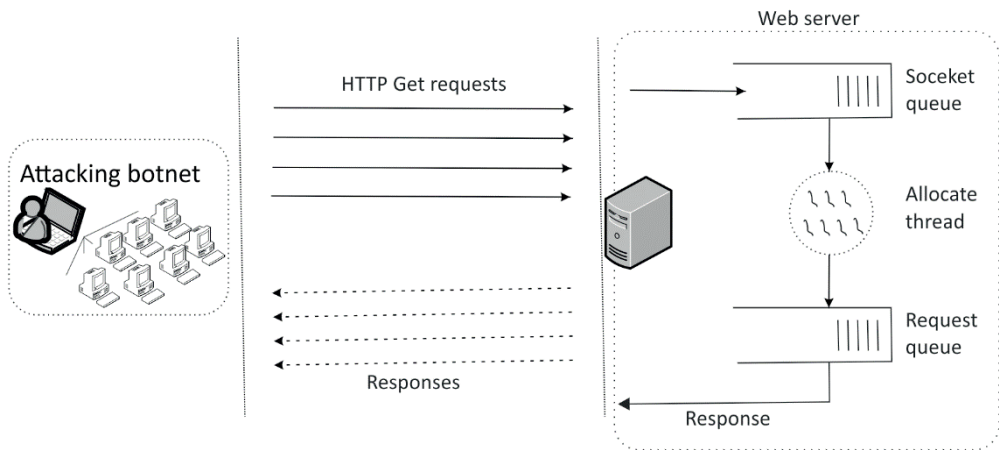 Web server
HTTP Get requests
Soceket
queue
Attacking botnet
Allocate
thread
Request
queue
Responses
Response